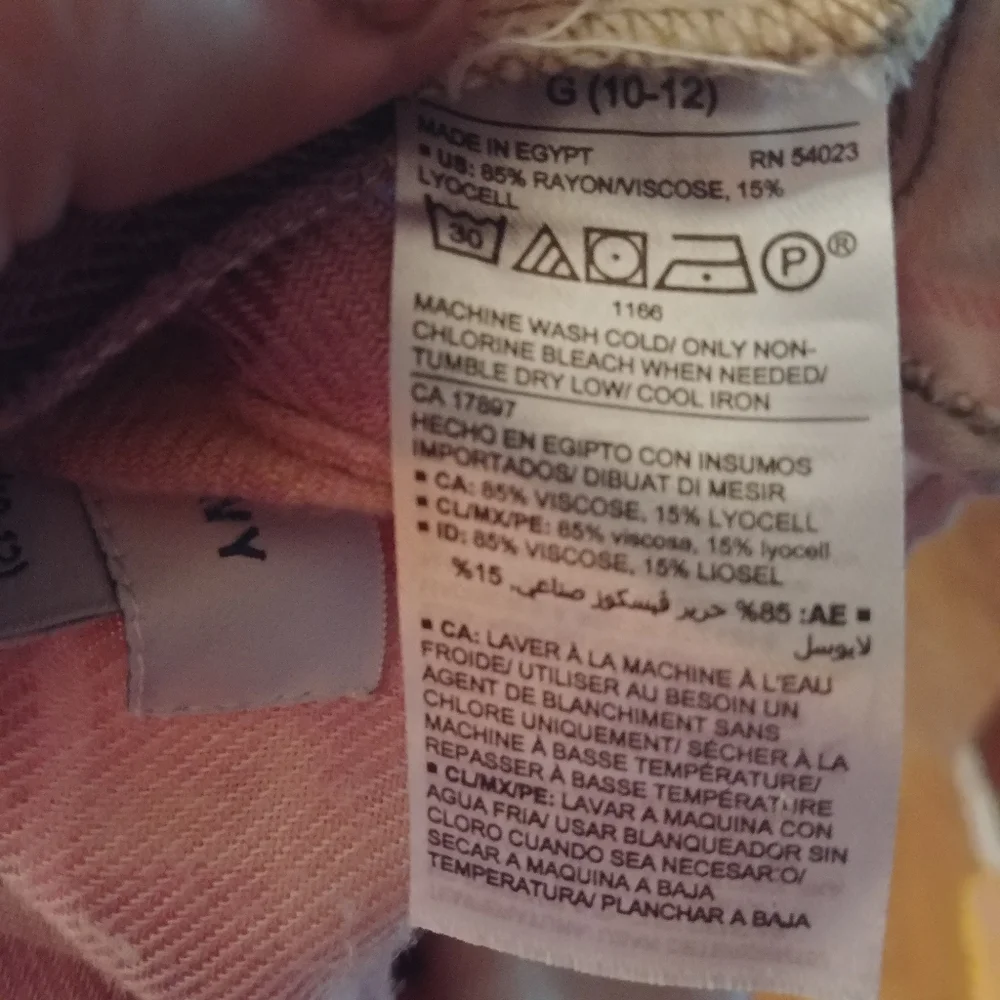 G (10-12)
MADE IN EGYPT RN 54023
▪ US: 85% RAYON/VISCOSE, 15%
LYOCELL
30 P ®
1166
MACHINE WASH COLD/ ONLY NON-
CHLORINE BLEACH WHEN NEEDED/
TUMBLE DRY LOW/ COOL IRON
CA 17897
HECHO EN EGIPTO CON INSUMOS
IMPORTADOS/ DIBUAT DI MESIR
▪ CA: 85% VISCOSE, 15% LYOCELL
▪ CL/MX/PE: 85% viscosa, 15% lyocell
▪ ID: 85% VISCOSE, 15% LIOSEL
▪ AE: 85% حرير ڤيسكوز صناعي, 15%
لايوسل
▪ CA: LAVER À LA MACHINE À L'EAU
FROIDE/ UTILISER AU BESOIN UN
AGENT DE BLANCHIMENT SANS
CHLORE UNIQUEMENT/ SÉCHER À LA
MACHINE À BASSE TEMPÉRATURE/
REPASSER À BASSE TEMPÉRATURE
▪ CL/MX/PE: LAVAR A MAQUINA CON
AGUA FRIA/ USAR BLANQUEADOR SIN
CLORO CUANDO SEA NECESARIO/
SECAR A MAQUINA A BAJA
TEMPERATURA/ PLANCHAR A BAJA